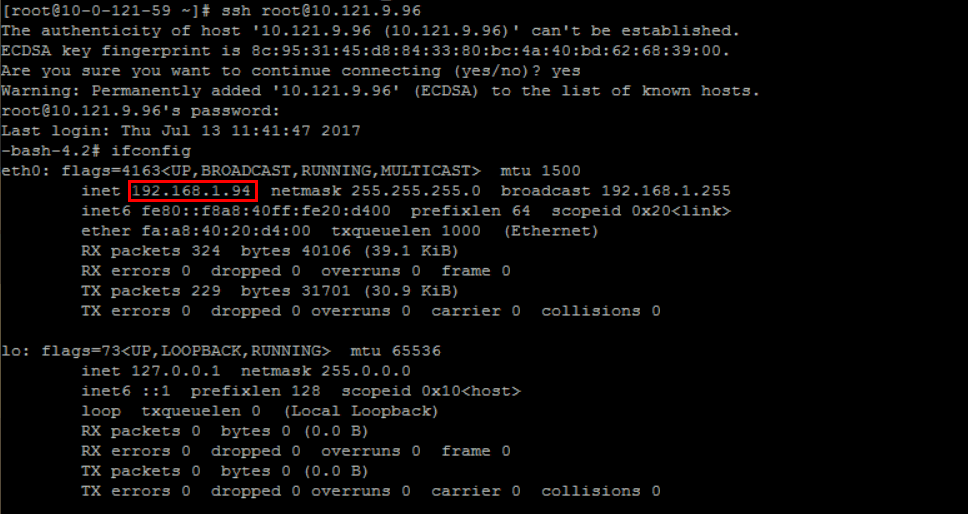 [root@10-0-121-59 ~]# ssh root@10.121.9.96
The authenticity of host '10.121.9.96 (10.121.9.96)' can't be established.
ECDSA key fingerprint is 8c:95:31:45:d8:84:33:80:bc:4a:40:bd:62:68:39:00.
Are you sure you want to continue connecting (yes/no)? yes
Warning: Permanently added '10.121.9.96' (ECDSA) to the list of known hosts.
root@10.121.9.96's password:
Last login: Thu Jul 13 11:41:47 2017
-bash-4.2# ifconfig
eth0: flags=4163<UP,BROADCAST,RUNNING,MULTICAST>  mtu 1500
        inet 192.168.1.94  netmask 255.255.255.0  broadcast 192.168.1.255
        inet6 fe80::f8a8:40ff:fe20:d400  prefixlen 64  scopeid 0x20<link>
        ether fa:a8:40:20:d4:00  txqueuelen 1000  (Ethernet)
        RX packets 324  bytes 40106 (39.1 KiB)
        RX errors 0  dropped 0  overruns 0  frame 0
        TX packets 229  bytes 31701 (30.9 KiB)
        TX errors 0  dropped 0 overruns 0  carrier 0  collisions 0

lo: flags=73<UP,LOOPBACK,RUNNING>  mtu 65536
        inet 127.0.0.1  netmask 255.0.0.0
        inet6 ::1  prefixlen 128  scopeid 0x10<host>
        loop  txqueuelen 0  (Local Loopback)
        RX packets 0  bytes 0 (0.0 B)
        RX errors 0  dropped 0  overruns 0  frame 0
        TX packets 0  bytes 0 (0.0 B)
        TX errors 0  dropped 0 overruns 0  carrier 0  collisions 0